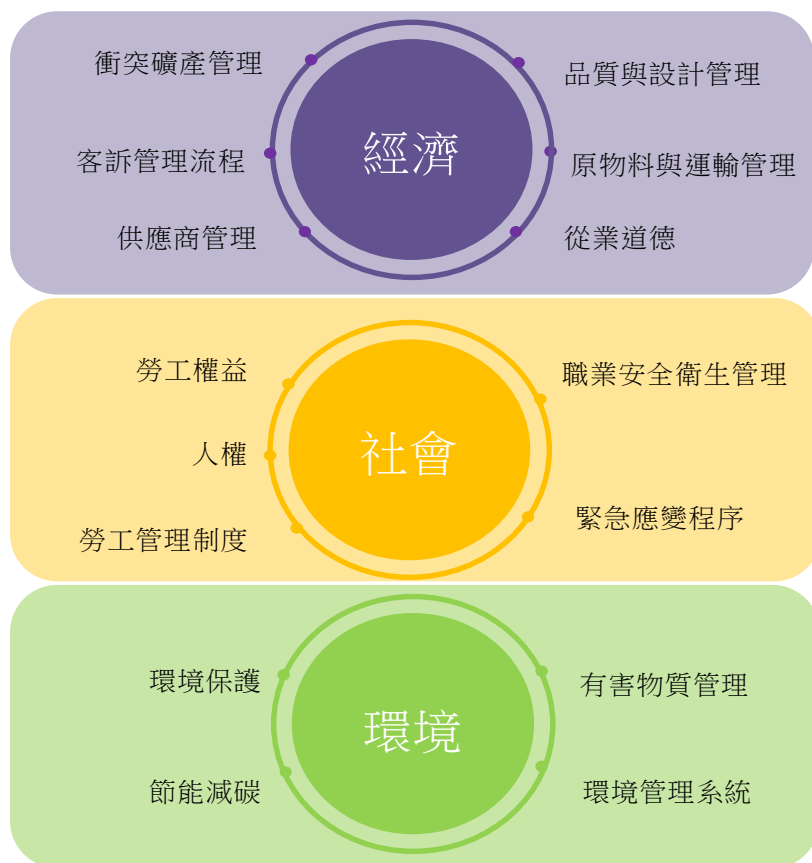 經濟
衝突礦產管理
客訴管理流程
供應商管理
品質與設計管理
原物料與運輸管理
從業道德
社會
勞工權益
人權
勞工管理制度
職業安全衛生管理
緊急應變程序
環境
環境保護
節能減碳
有害物質管理
環境管理系統